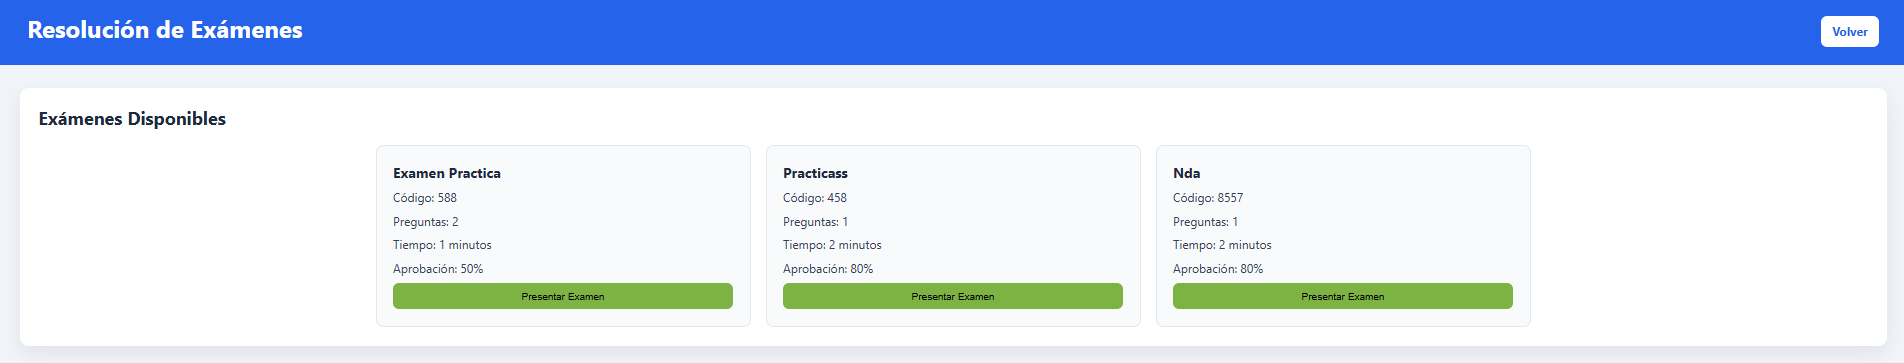 Resolución de Exámenes
Volver
Exámenes Disponibles
Examen Practica
Código: 588
Preguntas: 2
Tiempo: 1 minutos
Aprobación: 50%
Presentar Examen
Practicass
Código: 458
Preguntas: 1
Tiempo: 2 minutos
Aprobación: 80%
Presentar Examen
Nda
Código: 8557
Preguntas: 1
Tiempo: 2 minutos
Aprobación: 80%
Presentar Examen